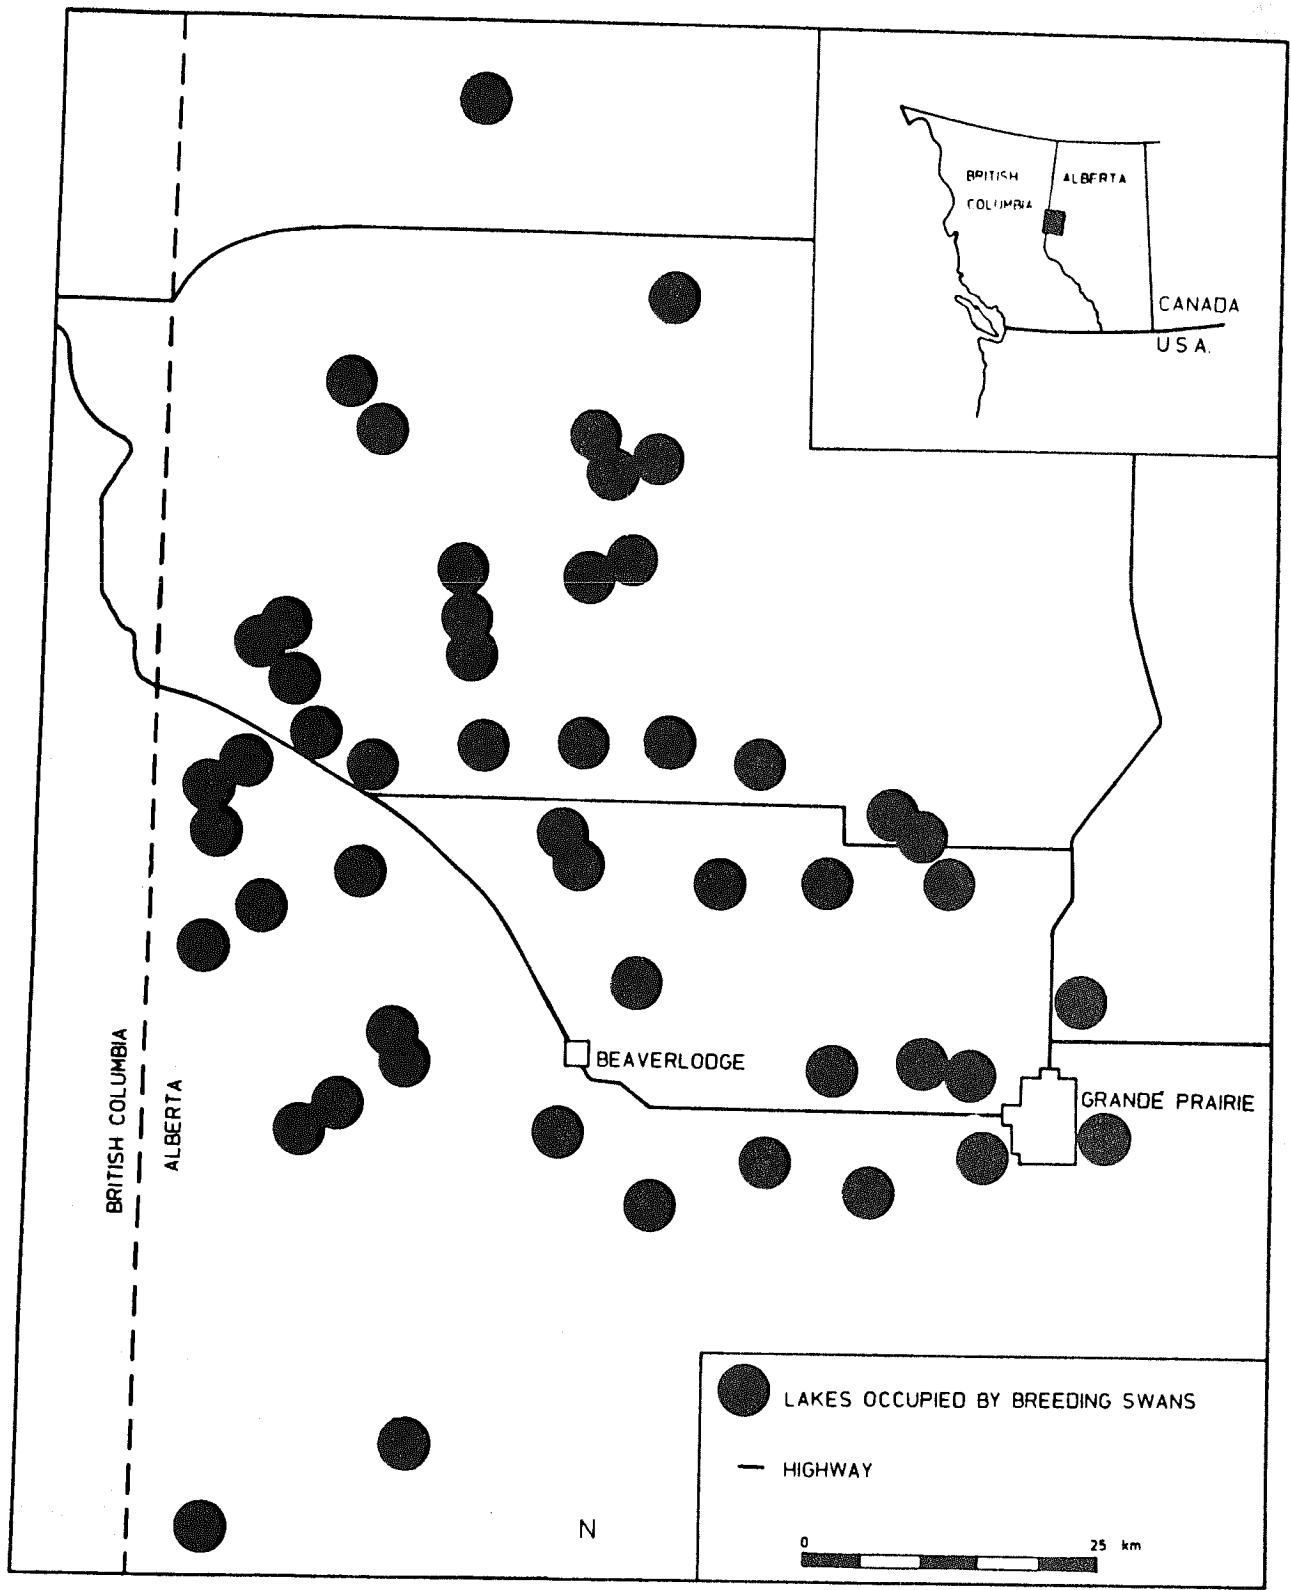 BRITISH
COLUMBIA
ALBERTA
CANADA
U S A.
BRITISH COLUMBIA
ALBERTA
BEAVERLODGE
GRANDE PRAIRIE
LAKES OCCUPIED BY BREEDING SWANS
HIGHWAY
N
0 25 km